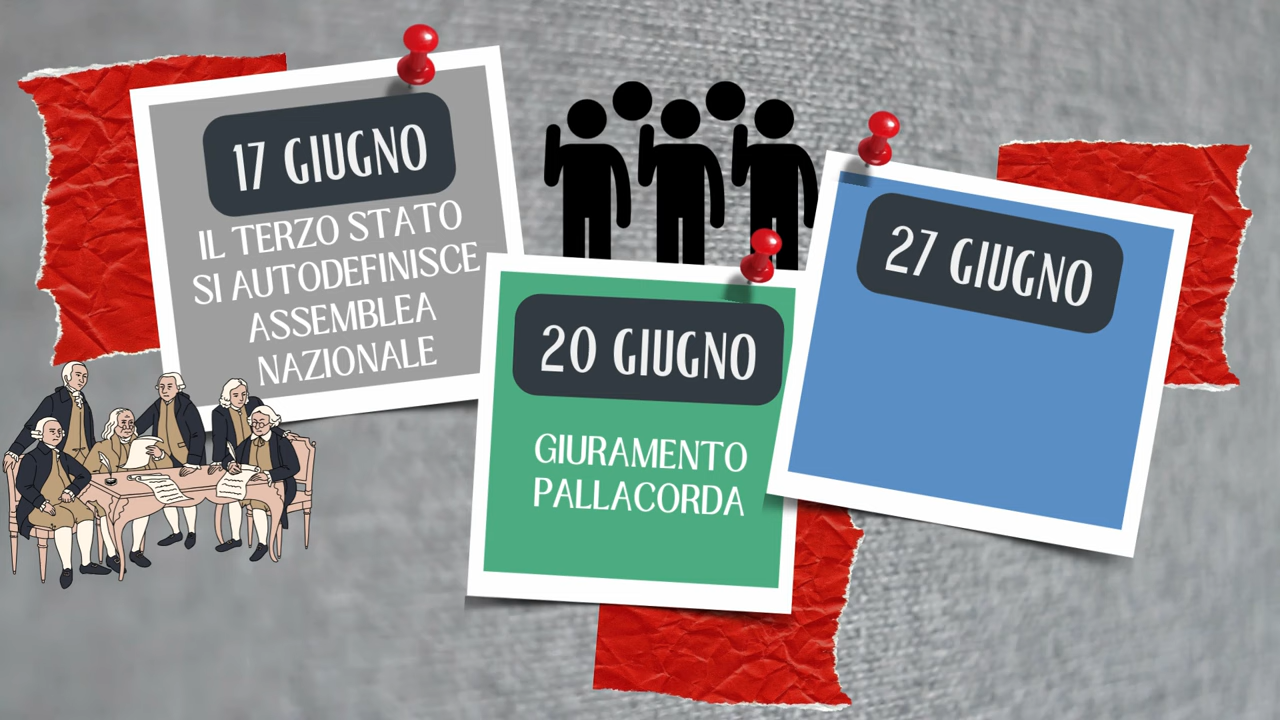 17 GIUGNO
IL TERZO STATO
SI AUTODEFINISCE
ASSEMBLEA
NAZIONALE
20 GIUGNO
GIURAMENTO
PALLACORDA
27 GIUGNO